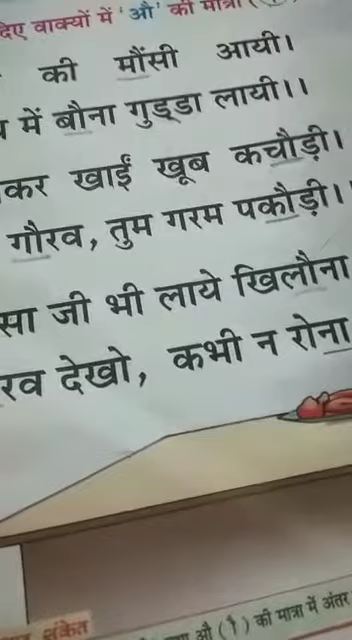 दिए वाक्यों में 'औ' की मात्रा (
की मौंसी आयी।
में बौना गुड्डा लायी।।
कर खाईं खूब कचौड़ी।
गौरव, तुम गरम पकौड़ी।।
सा जी भी लाये खिलौना
रव देखो, कभी न रोना
संकेत
औ (ौ) की मात्रा में अंतर